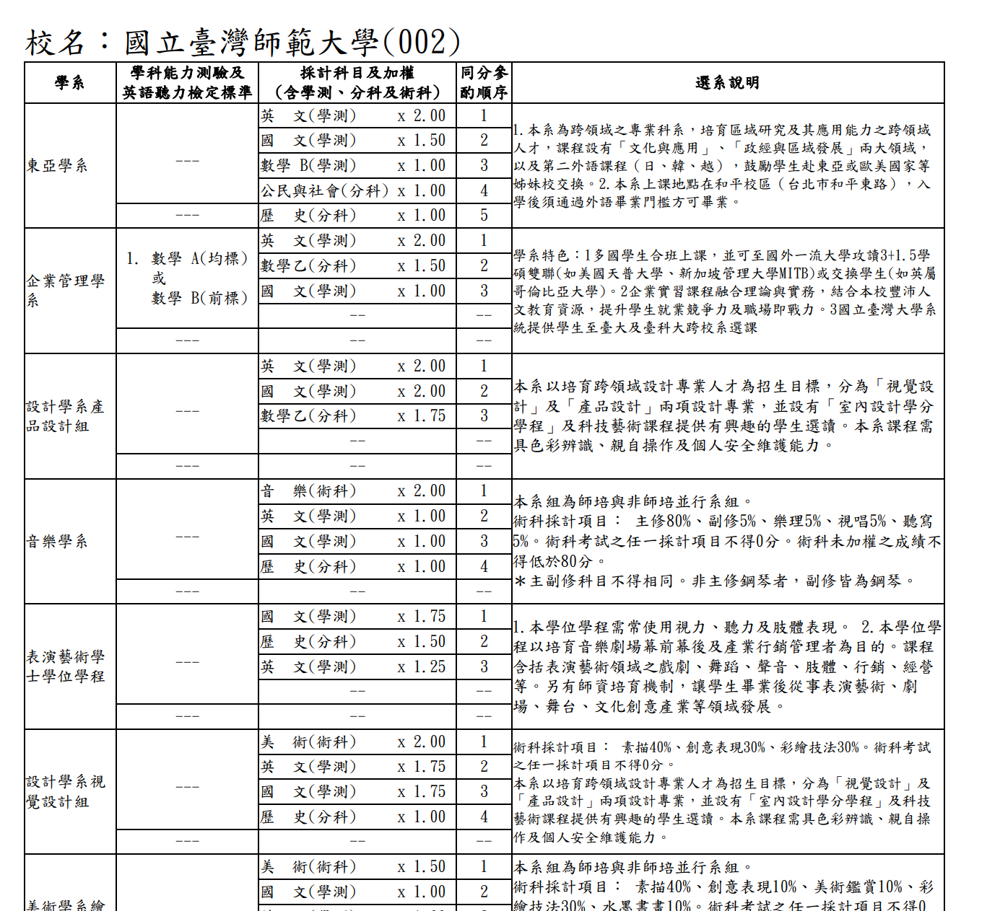 校名：國立臺灣師範大學(002)
學系 學科能力測驗及英語聽力檢定標準 採計科目及加權(含學測、分科及術科) 同分參酌順序 選系說明
東亞學系
---
---
英　文(學測) x 2.00 1
國　文(學測) x 1.50 2
數學 B(學測) x 1.00 3
公民與社會(分科) x 1.00 4
歷　史(分科) x 1.00 5
1.本系為跨領域之專業科系，培育區域研究及其應用能力之跨領域
人才，課程設有「文化與應用」、「政經與區域發展」兩大領域，
以及第二外語課程（日、韓、越），鼓勵學生赴東亞或歐美國家等
姊妹校交換。2.本系上課地點在和平校區（台北市和平東路），入
學後須通過外語畢業門檻方可畢業。
企業管理學
系
1. 數學 A(均標)
或
數學 B(前標)
---
英　文(學測) x 2.00 1
數學乙(分科) x 1.50 2
國　文(學測) x 1.00 3
-- --
-- --
學系特色：1多國學生合班上課，並可至國外一流大學攻讀3+1.5學
碩雙聯(如美國天普大學、新加坡管理大學MITB)或交換學生(如英屬
哥倫比亞大學)。2企業實習課程融合理論與實務，結合本校豐沛人
文教育資源，提升學生就業競爭力及職場即戰力。3國立臺灣大學系
統提供學生至臺大及臺科大跨校系選課
設計學系產
品設計組
---
---
英　文(學測) x 2.00 1
國　文(學測) x 2.00 2
數學乙(分科) x 1.75 3
-- --
-- --
本系以培育跨領域設計專業人才為招生目標，分為「視覺設
計」及「產品設計」兩項設計專業，並設有「室內設計學分
學程」及科技藝術課程提供有興趣的學生選讀。本系課程需
具色彩辨識、親自操作及個人安全維護能力。
音樂學系
---
---
音　樂(術科) x 2.00 1
英　文(學測) x 1.00 2
國　文(學測) x 1.00 3
歷　史(分科) x 1.00 4
-- --
本系組為師培與非師培並行系組。
術科採計項目： 主修80%、副修5%、樂理5%、視唱5%、聽寫
5%。術科考試之任一採計項目不得0分。術科未加權之成績不
得低於80分。
＊主副修科目不得相同。非主修鋼琴者，副修皆為鋼琴。
表演藝術學
士學位學程
---
---
國　文(學測) x 1.75 1
歷　史(分科) x 1.50 2
英　文(學測) x 1.25 3
-- --
-- --
1.本學位學程需常使用視力、聽力及肢體表現。 2.本學位學
程以培育音樂劇場幕前幕後及產業行銷管理者為目的。課程
含括表演藝術領域之戲劇、舞蹈、聲音、肢體、行銷、經營
等。另有師資培育機制，讓學生畢業後從事表演藝術、劇
場、舞台、文化創意產業等領域發展。
設計學系視
覺設計組
---
---
美　術(術科) x 2.00 1
英　文(學測) x 1.75 2
國　文(學測) x 1.75 3
歷　史(分科) x 1.00 4
-- --
術科採計項目： 素描40%、創意表現30%、彩繪技法30%。術科考試
之任一採計項目不得0分。
本系以培育跨領域設計專業人才為招生目標，分為「視覺設計」及
「產品設計」兩項設計專業，並設有「室內設計學分學程」及科技
藝術課程提供有興趣的學生選讀。本系課程需具色彩辨識、親自操
作及個人安全維護能力。
美術學系繪
美　術(術科) x 1.50 1
國　文(學測) x 1.00 2
本系組為師培與非師培並行系組。
術科採計項目： 素描40%、創意表現10%、美術鑑賞10%、彩
繪技法30%、水墨書畫10%。術科考試之任一採計項目不得0